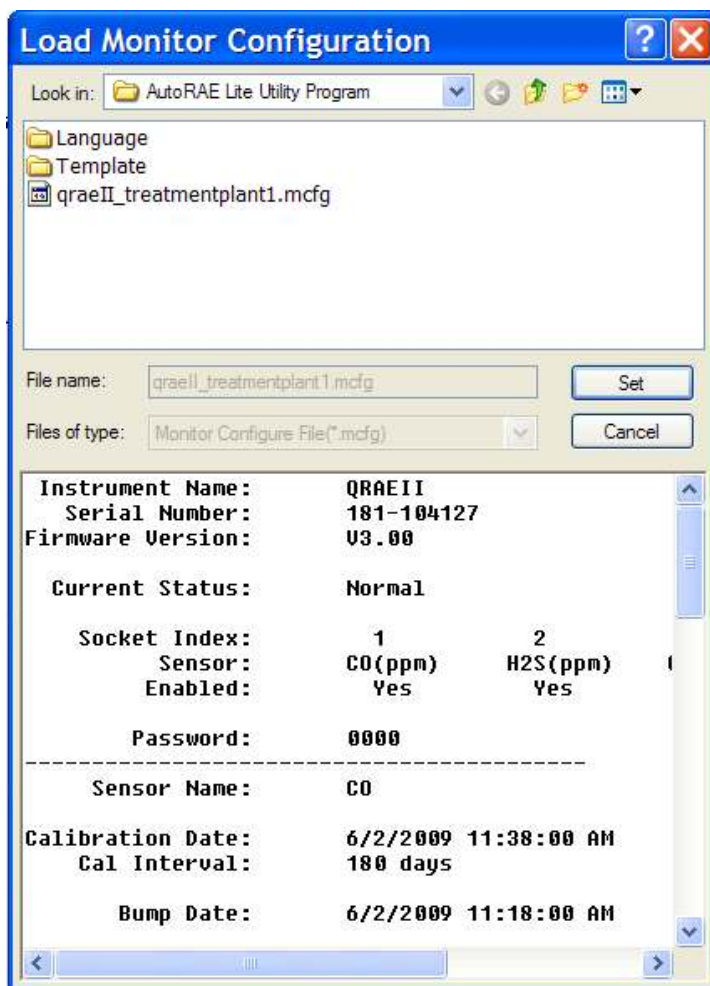 Load Monitor Configuration
Look in: AutoRAE Lite Utility Program
Language
Template
qraeII_treatmentplant1.mcfg
File name: qraeII_treatmentplant1.mcfg Set
Files of type: Monitor Configure File(*.mcfg) Cancel
Instrument Name: QRAEII
Serial Number: 181-104127
Firmware Version: V3.00
Current Status: Normal
Socket Index: 1 2
Sensor: CO(ppm) H2S(ppm)
Enabled: Yes Yes
Password: 0000
---------------------------------------------
Sensor Name: CO
Calibration Date: 6/2/2009 11:38:00 AM
Cal Interval: 180 days
Bump Date: 6/2/2009 11:18:00 AM